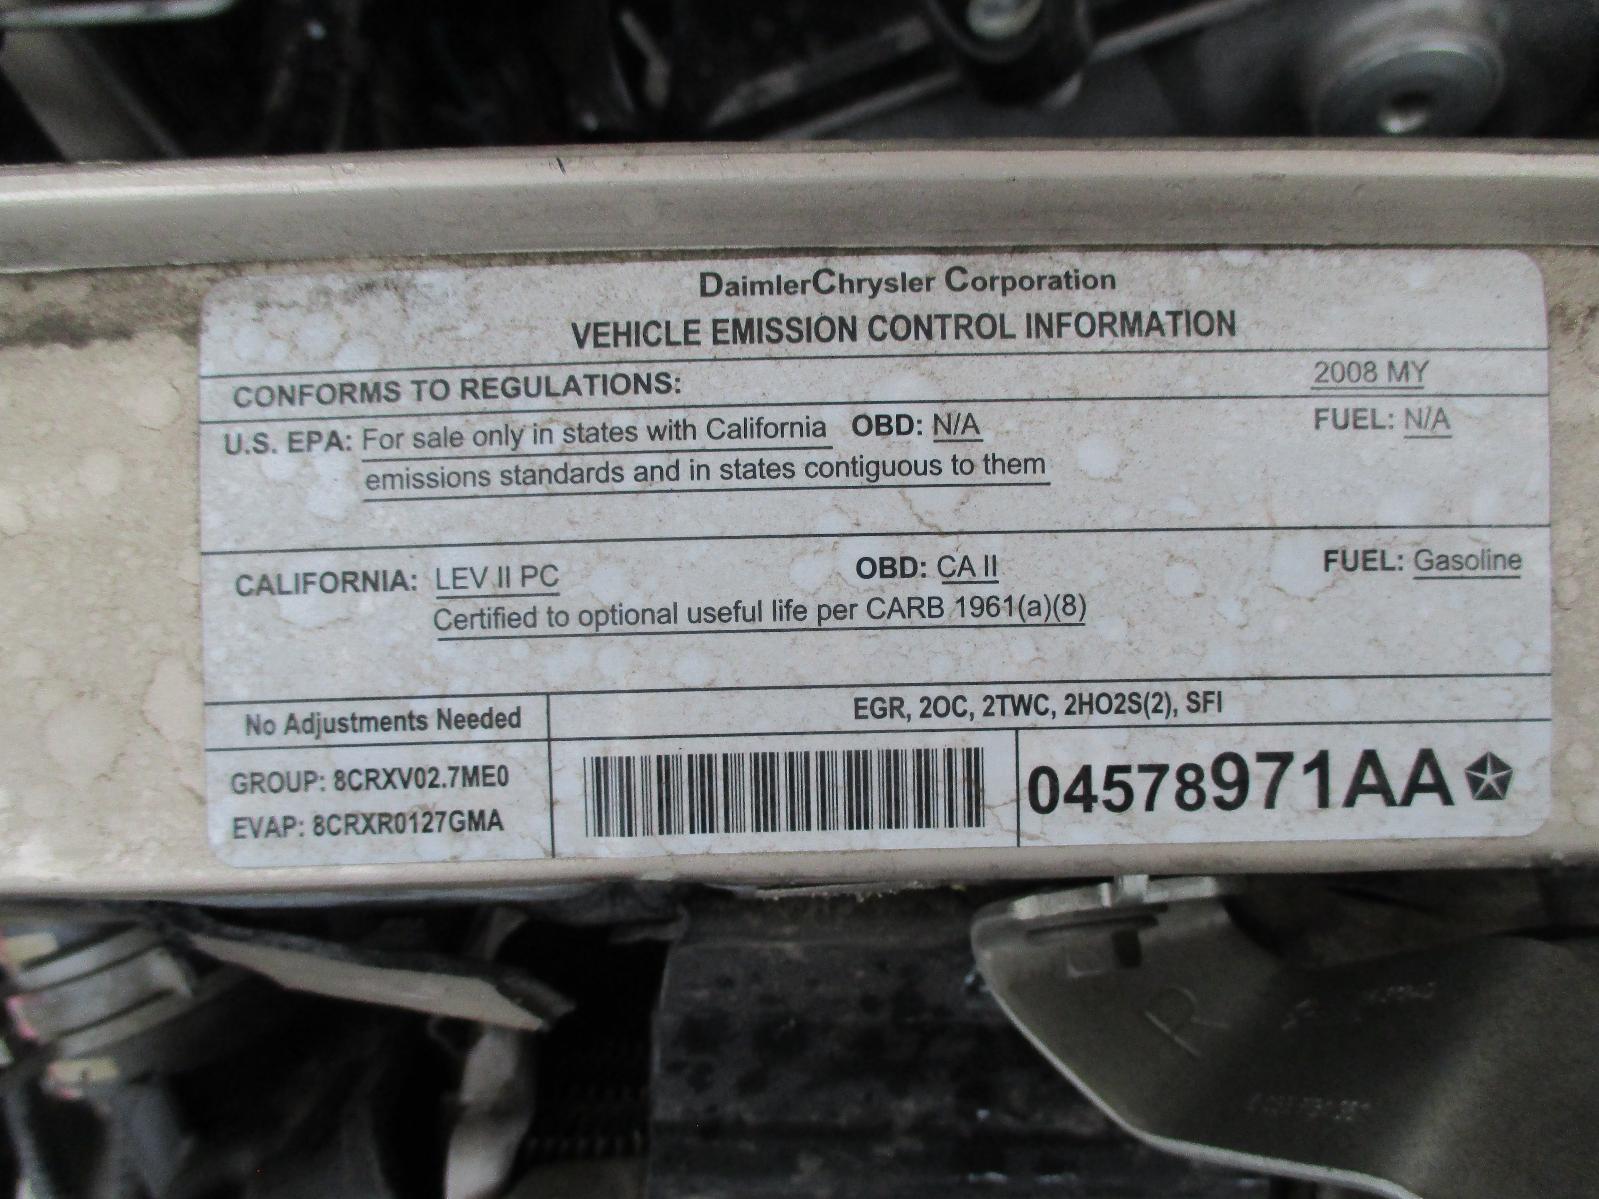 DaimlerChrysler Corporation
VEHICLE EMISSION CONTROL INFORMATION
CONFORMS TO REGULATIONS: 2008 MY
U.S. EPA: For sale only in states with California OBD: N/A FUEL: N/A
emissions standards and in states contiguous to them
CALIFORNIA: LEV II PC OBD: CA II FUEL: Gasoline
Certified to optional useful life per CARB 1961(a)(8)
No Adjustments Needed EGR, 2OC, 2TWC, 2HO2S(2), SFI
GROUP: 8CRXV02.7ME0
EVAP: 8CRXR0127GMA
04578971AA
R